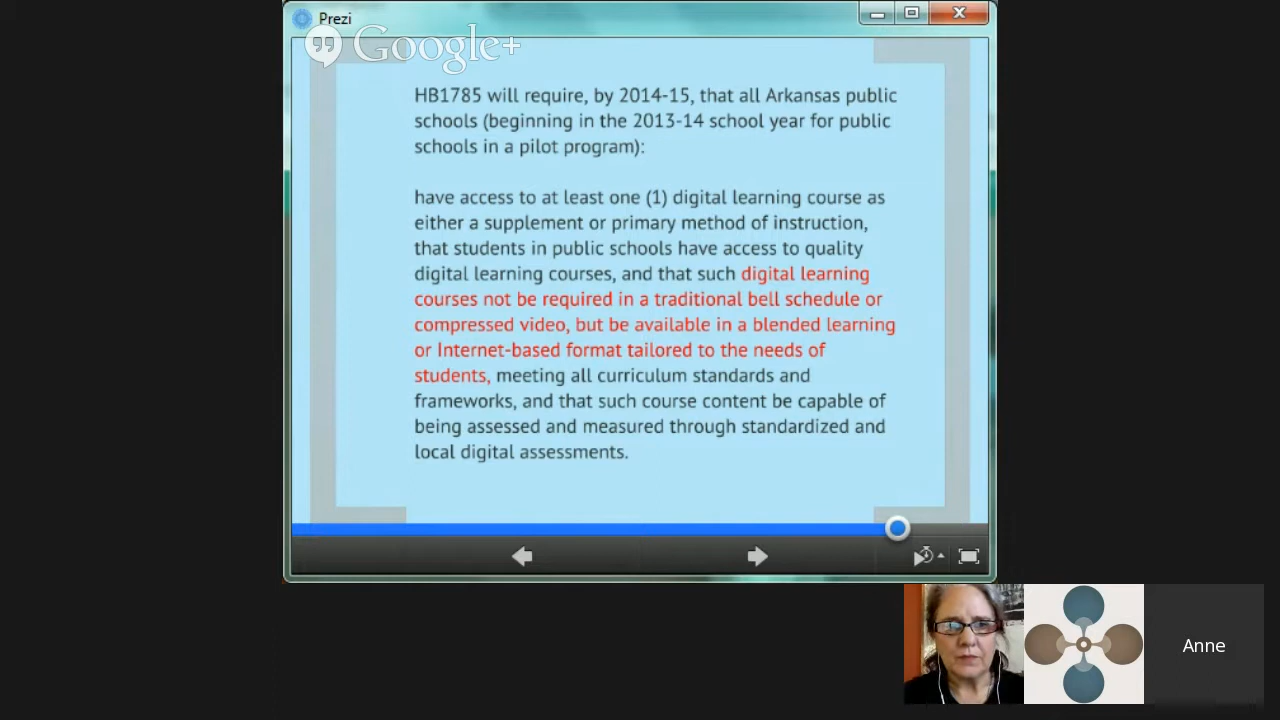 Prezi
Google+
HB1785 will require, by 2014-15, that all Arkansas public
schools (beginning in the 2013-14 school year for public
schools in a pilot program):
have access to at least one (1) digital learning course as
either a supplement or primary method of instruction,
that students in public schools have access to quality
digital learning courses, and that such digital learning
courses not be required in a traditional bell schedule or
compressed video, but be available in a blended learning
or Internet-based format tailored to the needs of
students, meeting all curriculum standards and
frameworks, and that such course content be capable of
being assessed and measured through standardized and
local digital assessments.
Anne